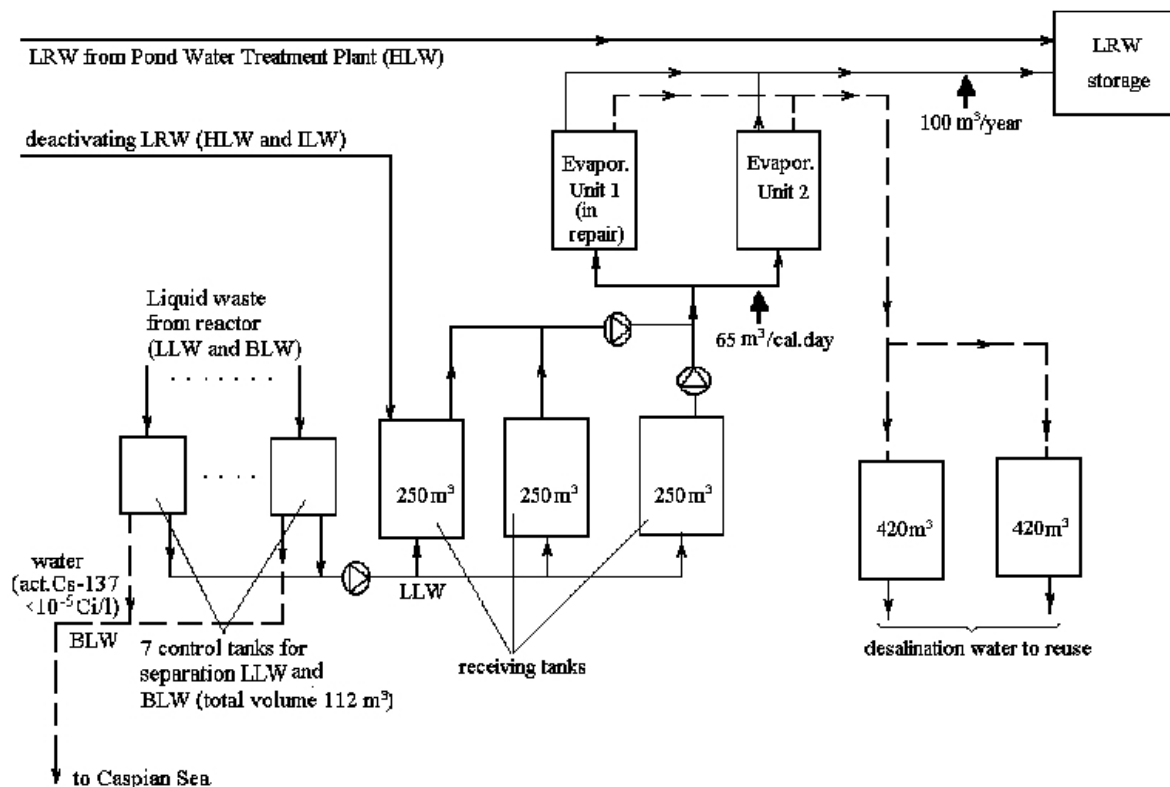 LRW from Pond Water Treatment Plant (HLW)
LRW
storage
100 m³/year
deactivating LRW (HLW and ILW)
Evapor.
Unit 1
(in
repair)
Evapor.
Unit 2
65 m³/cal.day
Liquid waste
from reactor
(LLW and BLW)
250 m³
250 m³
250 m³
420m³
420m³
water
(act.Cs-137
<10⁻⁵Ci/l)
BLW
LLW
7 control tanks for
separation LLW and
BLW (total volume 112 m³)
receiving tanks
desalination water to reuse
to Caspian Sea